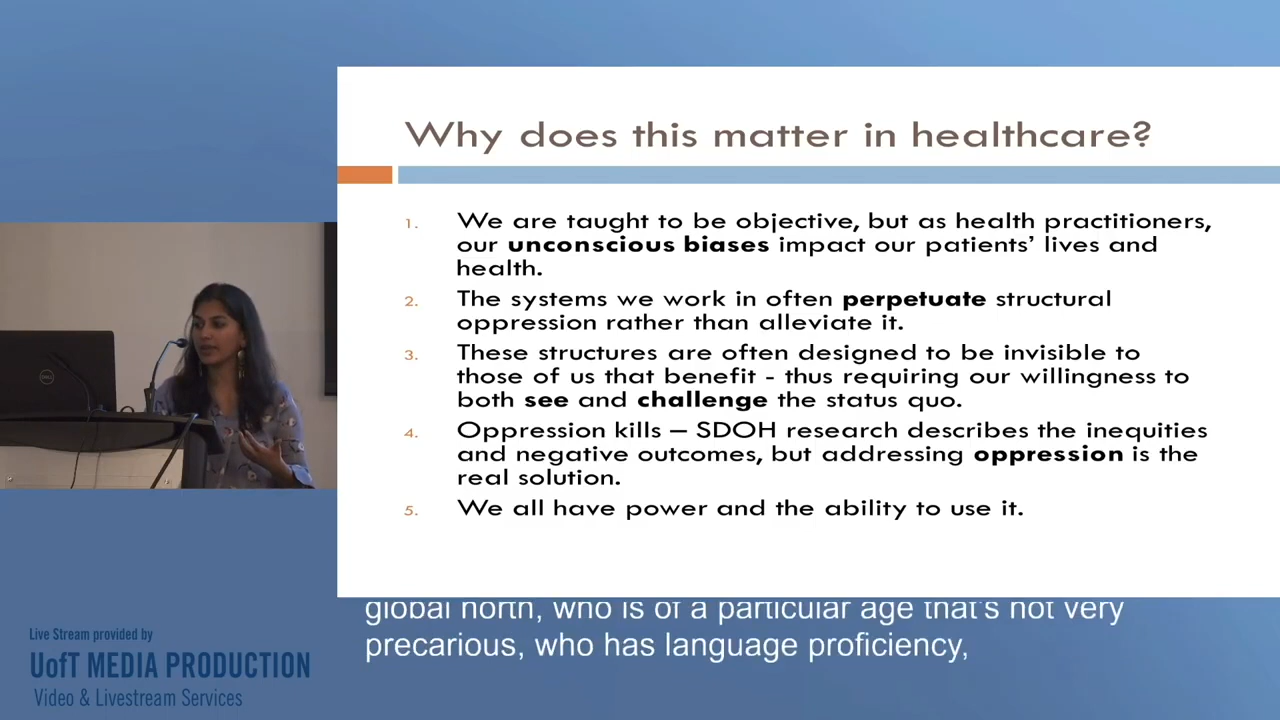 Why does this matter in healthcare?
1. We are taught to be objective, but as health practitioners,
our unconscious biases impact our patients’ lives and
health.
2. The systems we work in often perpetuate structural
oppression rather than alleviate it.
3. These structures are often designed to be invisible to
those of us that benefit - thus requiring our willingness to
both see and challenge the status quo.
4. Oppression kills – SDOH research describes the inequities
and negative outcomes, but addressing oppression is the
real solution.
5. We all have power and the ability to use it.
global north, who is of a particular age that's not very
precarious, who has language proficiency,
Live Stream provided by
UofT MEDIA PRODUCTION
Video & Livestream Services
DELL